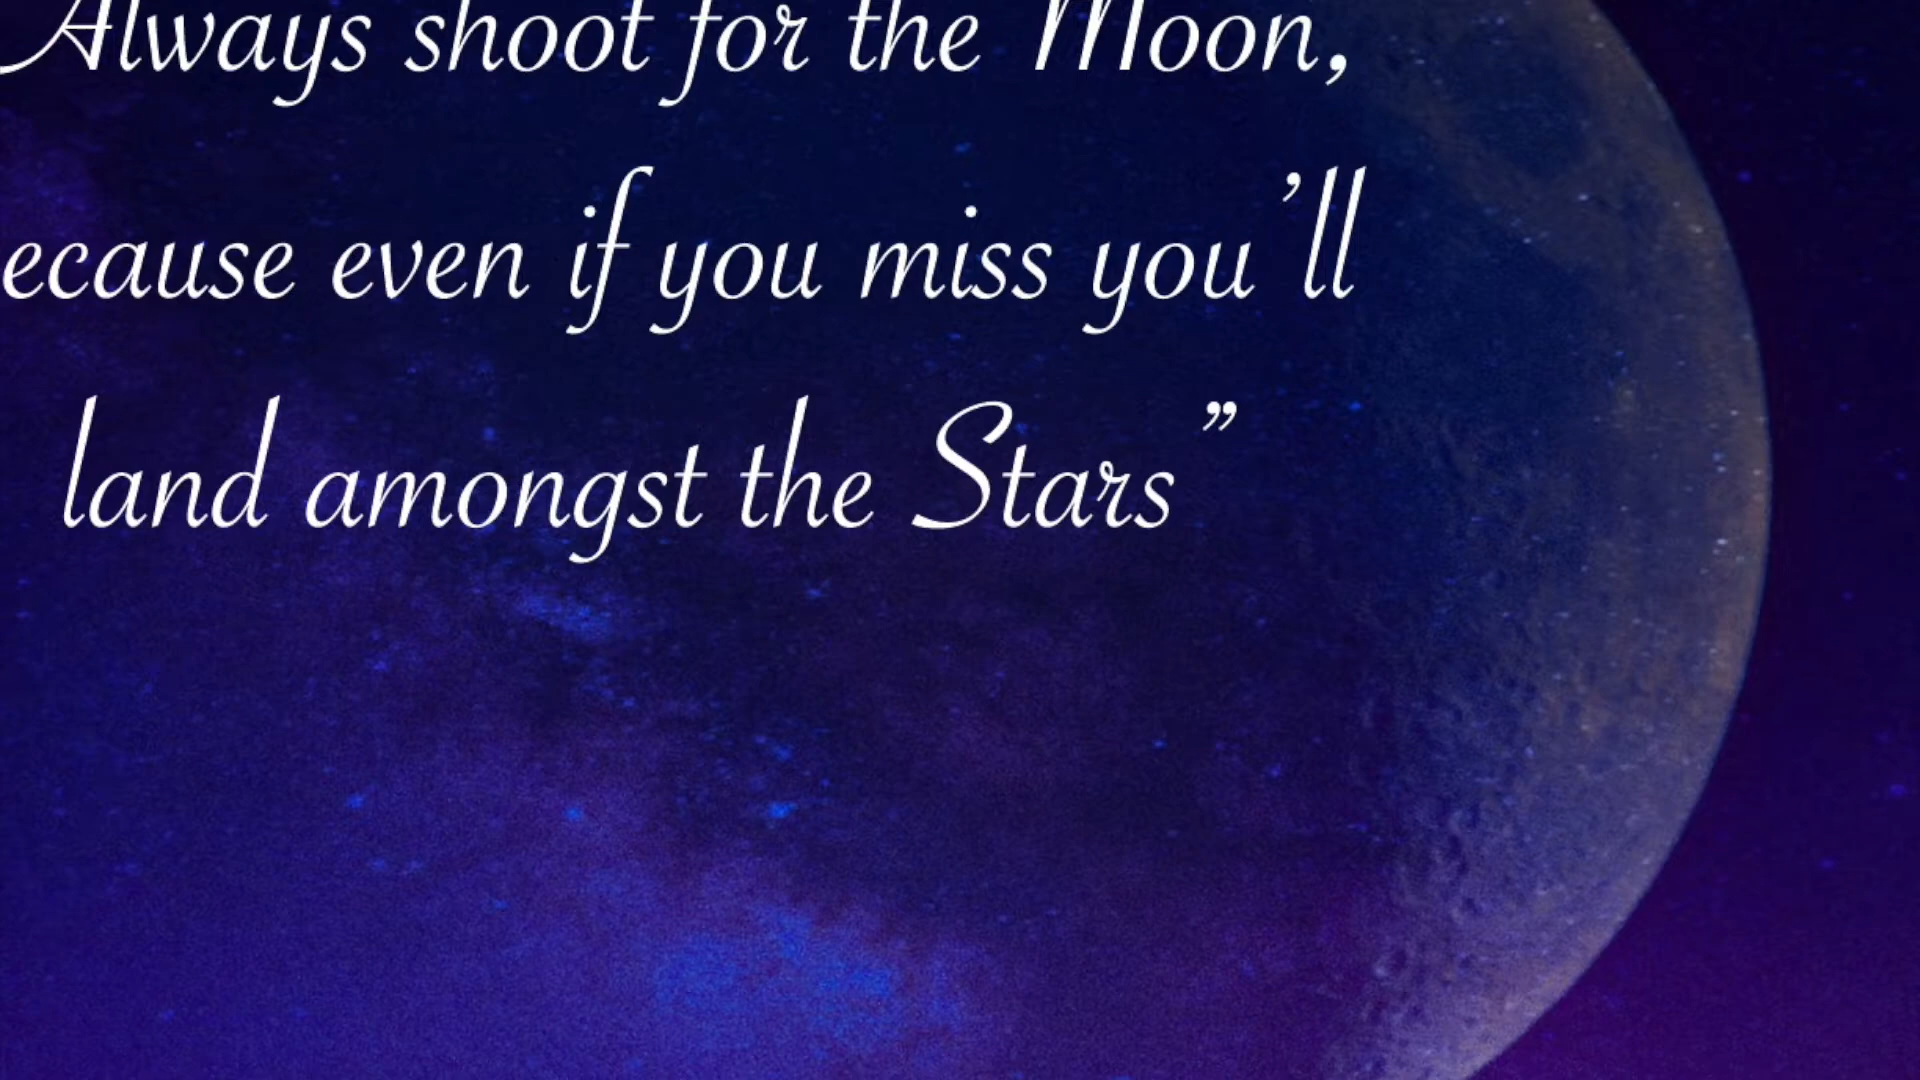 Always shoot for the Moon,
ecause even if you miss you'll
land amongst the Stars”